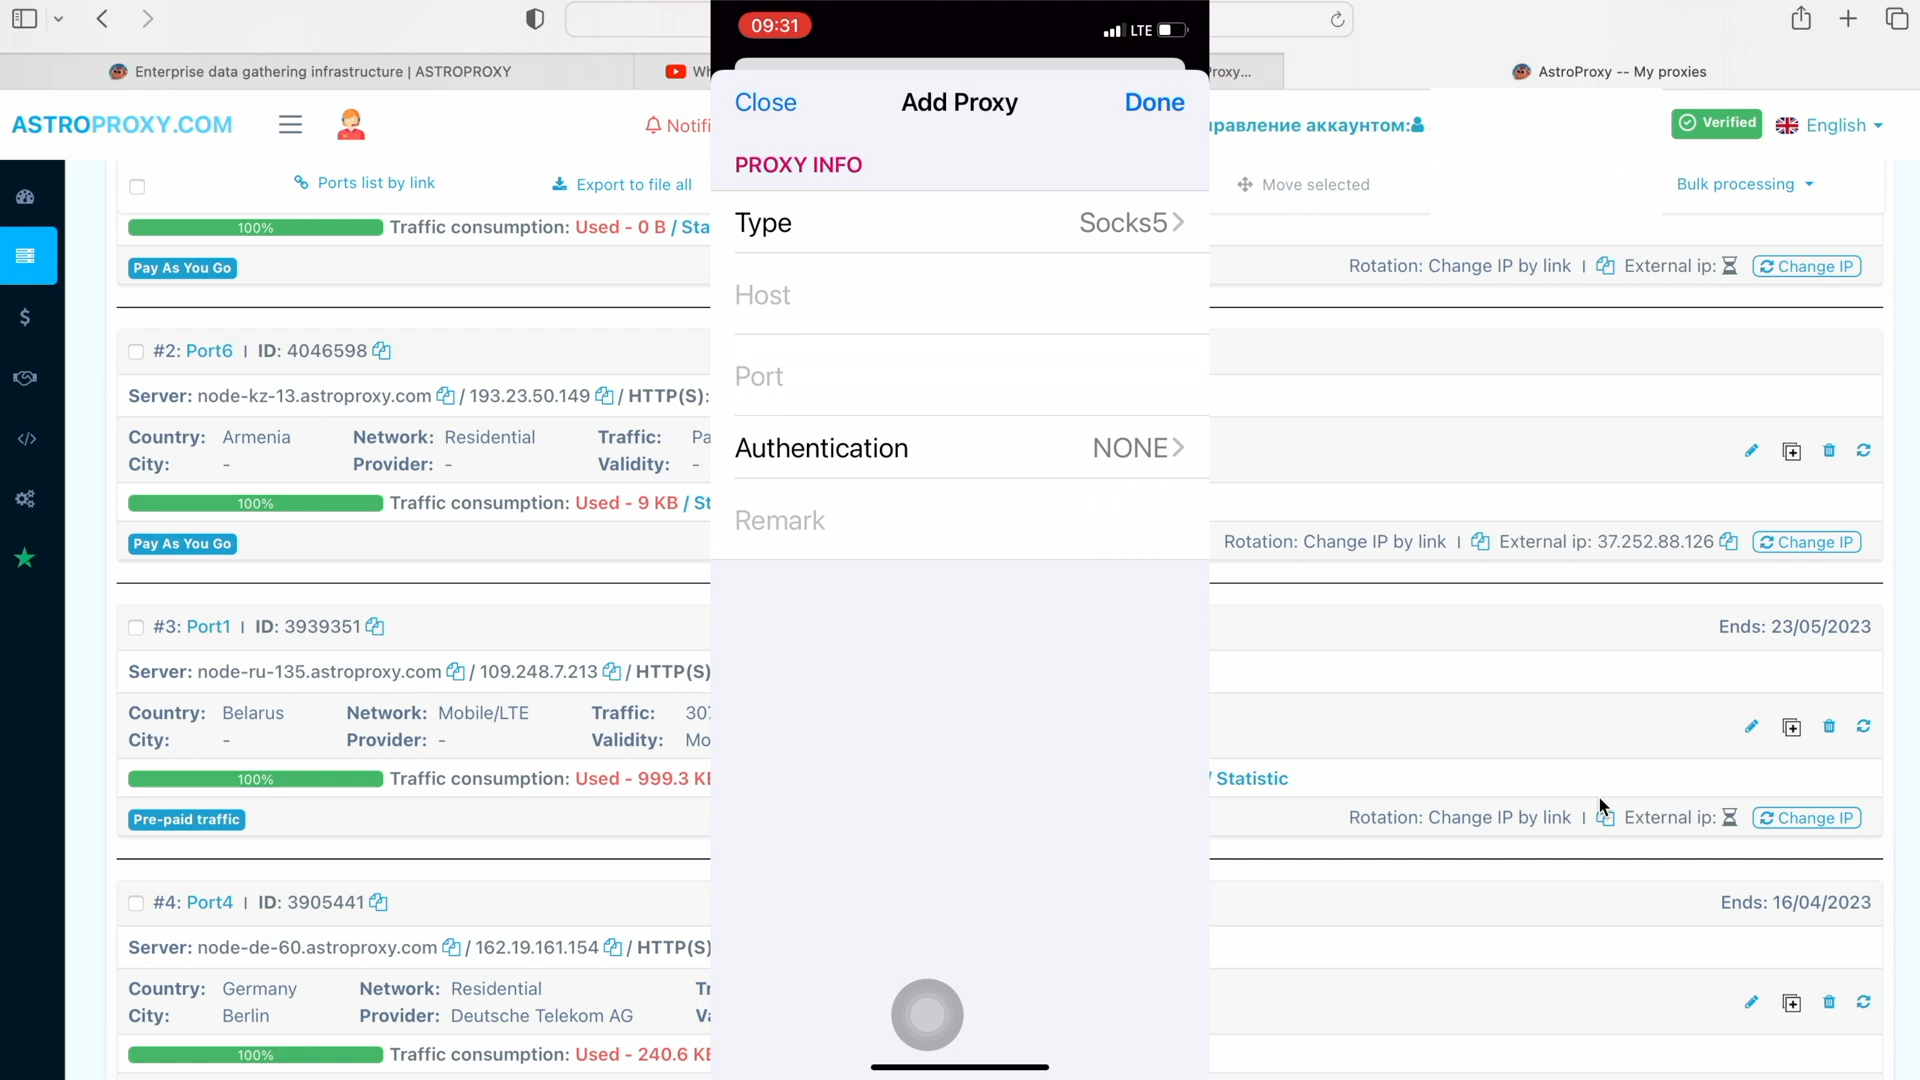 09:31
LTE
Enterprise data gathering infrastructure | ASTROPROXY
Wh
roxy...
AstroProxy -- My proxies
Close
Add Proxy
Done
ASTROPROXY.COM
Notifi
равление аккаунтом:
Verified
English
PROXY INFO
Ports list by link
Export to file all
Move selected
Bulk processing
100%
Traffic consumption: Used - 0 B / Sta
Type
Socks5
Pay As You Go
Rotation: Change IP by link | External ip: Change IP
Host
#2: Port6 | ID: 4046598
Port
Server: node-kz-13.astroproxy.com / 193.23.50.149 / HTTP(S):
Country: Armenia Network: Residential Traffic: Pa
City: - Provider: - Validity: -
Authentication
NONE
100%
Traffic consumption: Used - 9 KB / St
Remark
Pay As You Go
Rotation: Change IP by link | External ip: 37.252.88.126 Change IP
#3: Port1 | ID: 3939351
Ends: 23/05/2023
Server: node-ru-135.astroproxy.com / 109.248.7.213 / HTTP(S)
Country: Belarus Network: Mobile/LTE Traffic: 307
City: - Provider: - Validity: Mo
100%
Traffic consumption: Used - 999.3 KB
/ Statistic
Pre-paid traffic
Rotation: Change IP by link | External ip: Change IP
#4: Port4 | ID: 3905441
Ends: 16/04/2023
Server: node-de-60.astroproxy.com / 162.19.161.154 / HTTP(S)
Country: Germany Network: Residential Tr
City: Berlin Provider: Deutsche Telekom AG Va
100%
Traffic consumption: Used - 240.6 KB